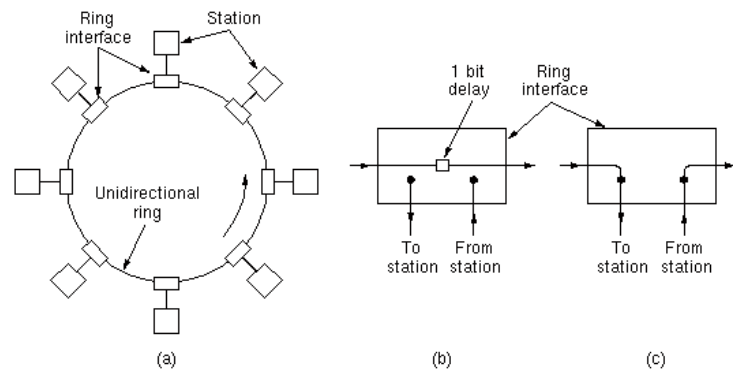 Ring
interface
Station
Unidirectional
ring
(a)
1 bit
delay
Ring
interface
To
station
From
station
(b)
To
station
From
station
(c)